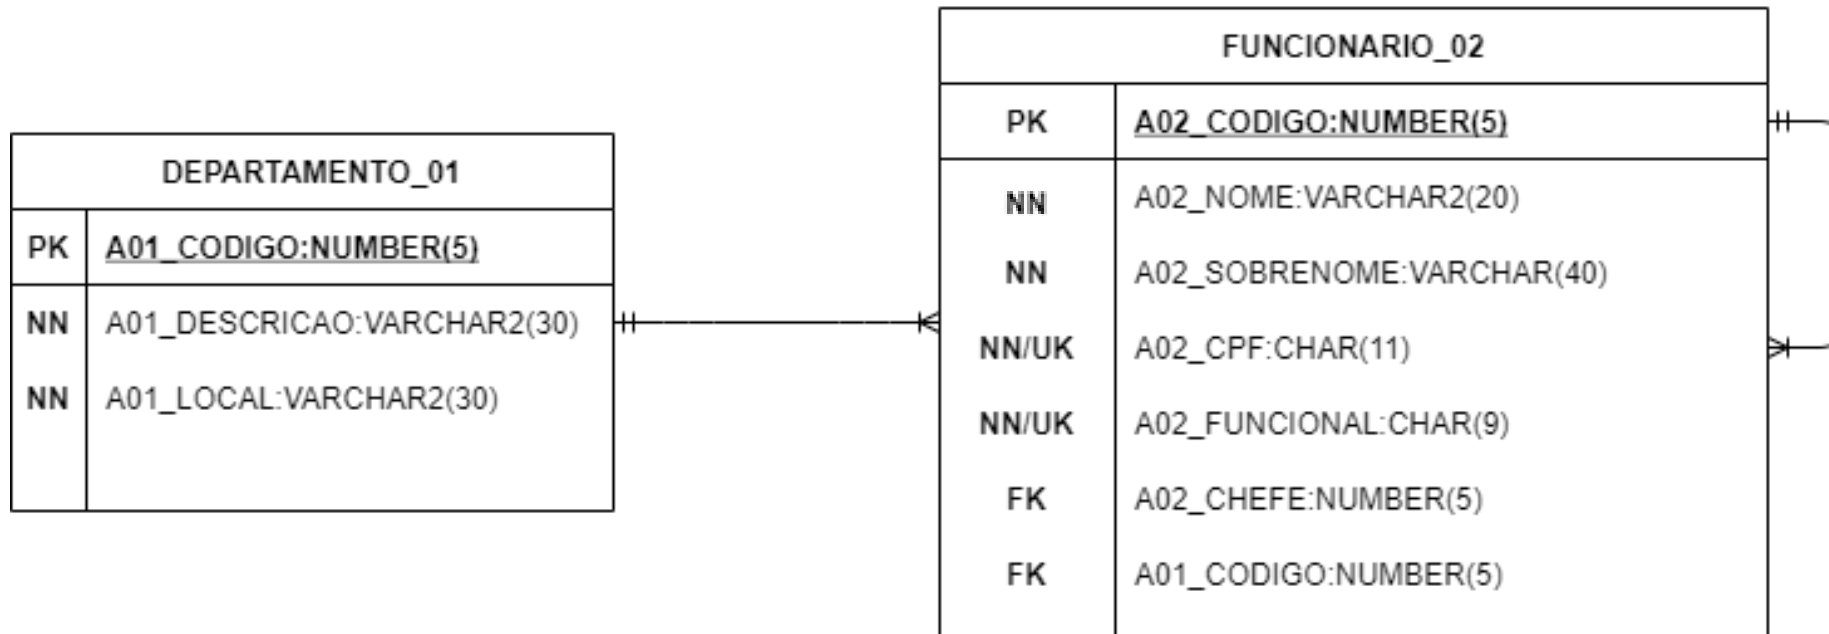 DEPARTAMENTO_01
PK A01_CODIGO:NUMBER(5)
NN A01_DESCRICAO:VARCHAR2(30)
NN A01_LOCAL:VARCHAR2(30)
FUNCIONARIO_02
PK A02_CODIGO:NUMBER(5)
NN A02_NOME:VARCHAR2(20)
NN A02_SOBRENOME:VARCHAR(40)
NN/UK A02_CPF:CHAR(11)
NN/UK A02_FUNCIONAL:CHAR(9)
FK A02_CHEFE:NUMBER(5)
FK A01_CODIGO:NUMBER(5)